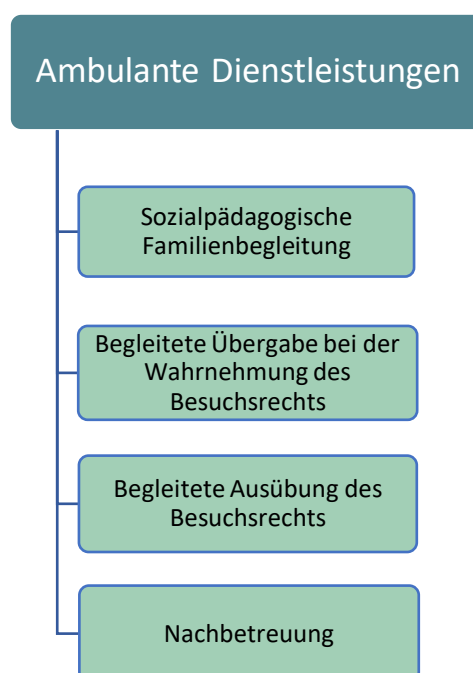 Ambulante Dienstleistungen
Sozialpädagogische
Familienbegleitung
Begleitete Übergabe bei der
Wahrnehmung des
Besuchsrechts
Begleitete Ausübung des
Besuchsrechts
Nachbetreuung